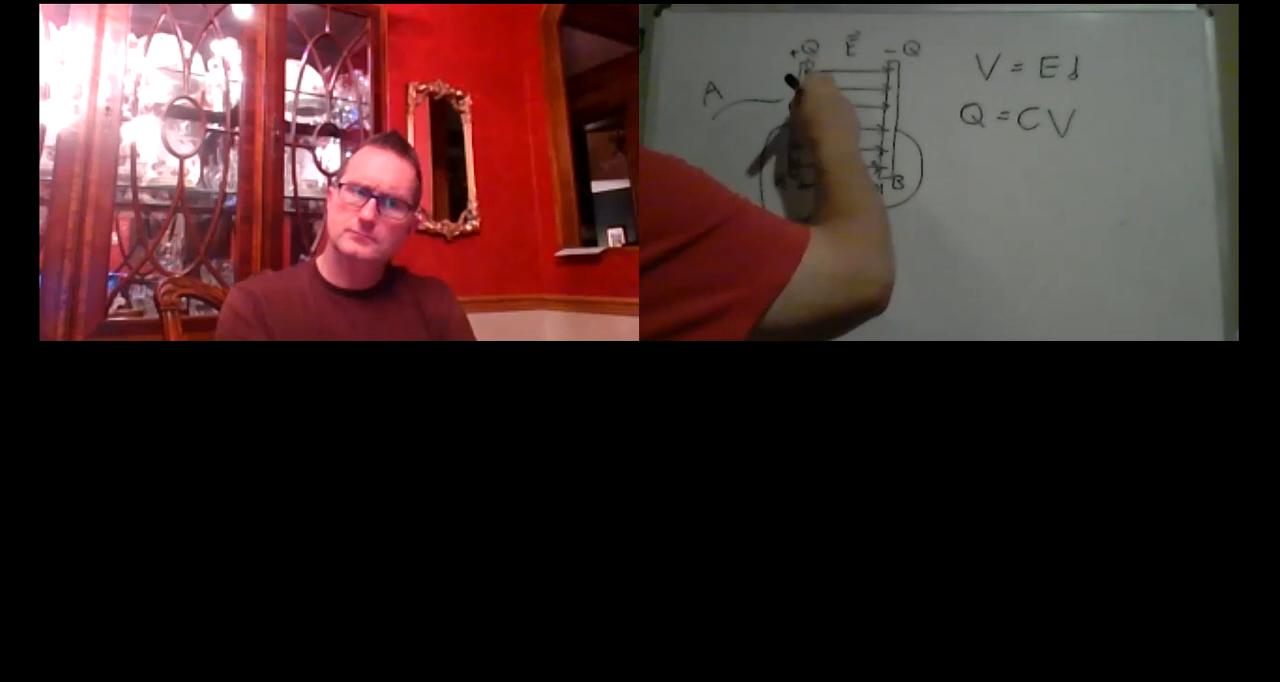 +Q E⃗ -Q
A
B
V = Ed
Q = CV